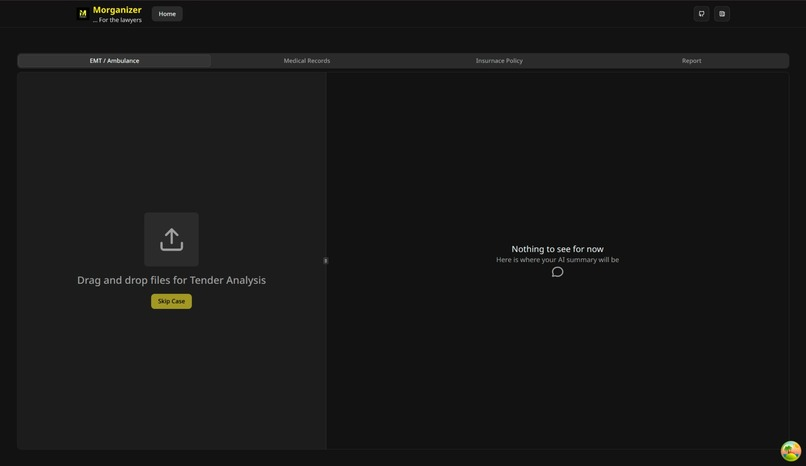 Morganizer
... For the lawyers
Home
EMT / Ambulance
Medical Records
Insurnace Policy
Report
Drag and drop files for Tender Analysis
Skip Case
Nothing to see for now
Here is where your AI summary will be